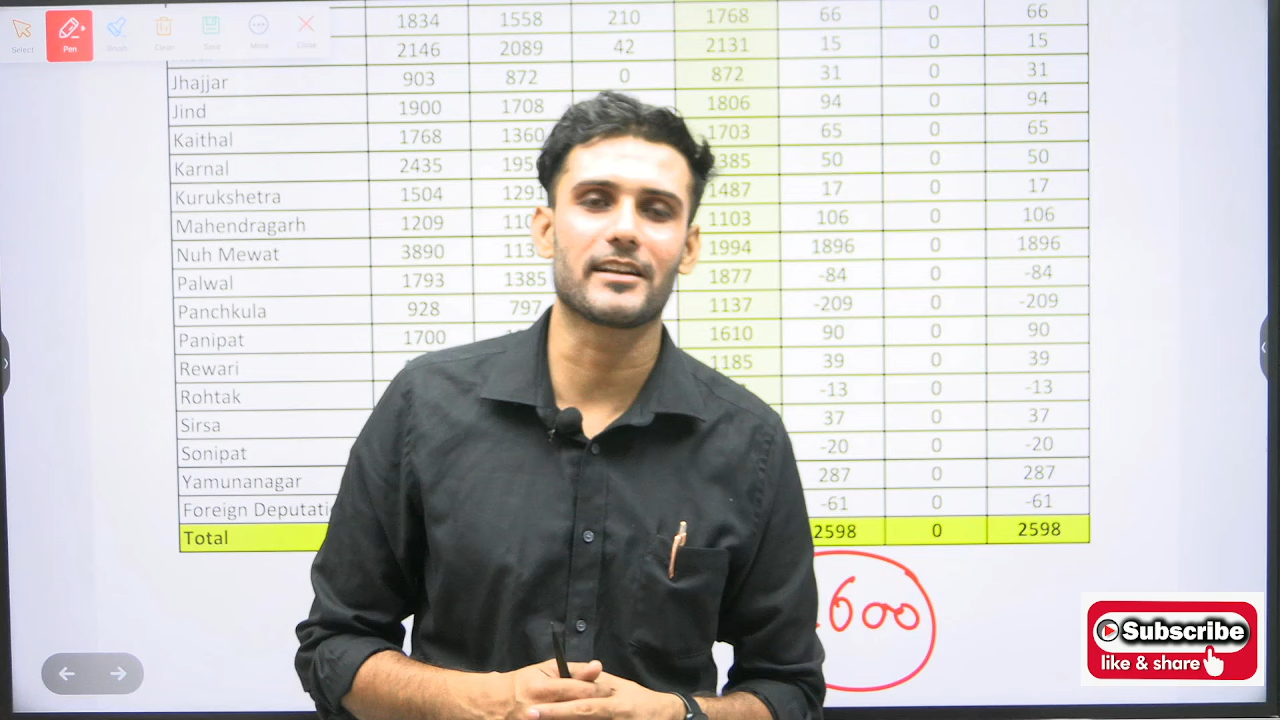 1834 1558 210 1768 66 0 66
2146 2089 42 2131 15 0 15
Jhajjar 903 872 0 872 31 0 31
Jind 1900 1708 1806 94 0 94
Kaithal 1768 1360 1703 65 0 65
Karnal 2435 2385 50 0 50
Kurukshetra 1504 1291 1487 17 0 17
Mahendragarh 1209 1103 106 0 106
Nuh Mewat 3890 1994 1896 0 1896
Palwal 1793 1385 1877 -84 0 -84
Panchkula 928 797 1137 -209 0 -209
Panipat 1700 1610 90 0 90
Rewari 1185 39 0 39
Rohtak -13 0 -13
Sirsa 37 0 37
Sonipat -20 0 -20
Yamunanagar 287 0 287
Foreign -61 0 -61
Total 2598 0 2598
600
Select Pen Brush Clear Save More Close
Subscribe
like & share